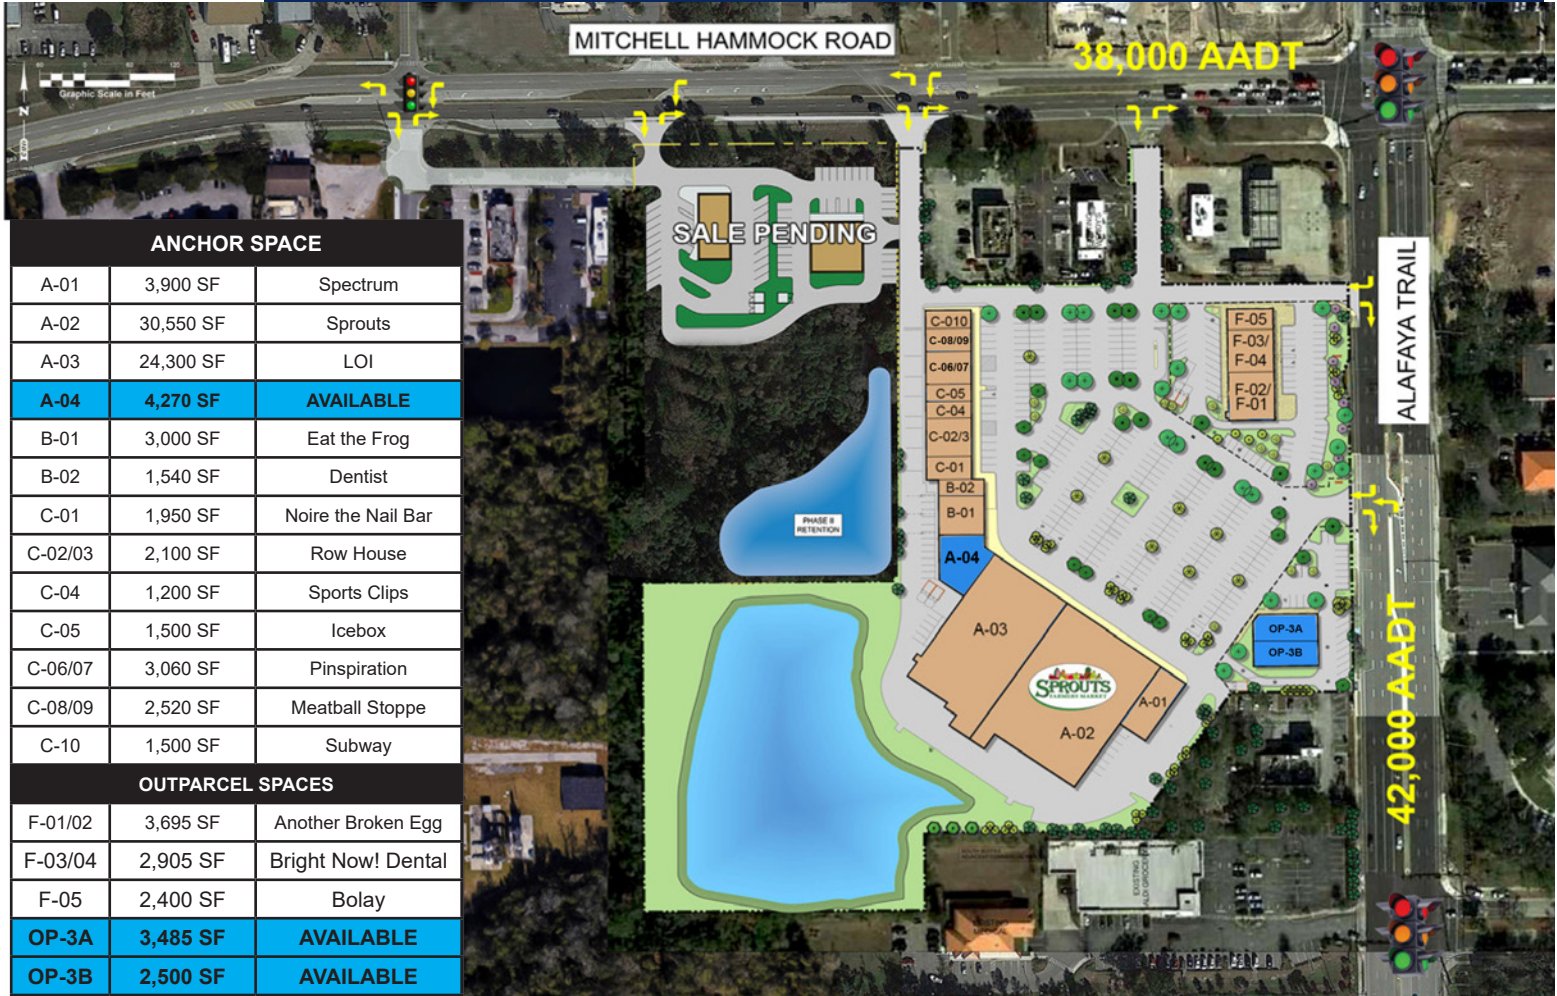 MITCHELL HAMMOCK ROAD
38,000 AADT
Graphic Scale in Feet
N
SALE PENDING
ALAFAYA TRAIL
42,000 AADT
ANCHOR SPACE
A-01 3,900 SF Spectrum
A-02 30,550 SF Sprouts
A-03 24,300 SF LOI
A-04 4,270 SF AVAILABLE
B-01 3,000 SF Eat the Frog
B-02 1,540 SF Dentist
C-01 1,950 SF Noire the Nail Bar
C-02/03 2,100 SF Row House
C-04 1,200 SF Sports Clips
C-05 1,500 SF Icebox
C-06/07 3,060 SF Pinspiration
C-08/09 2,520 SF Meatball Stoppe
C-10 1,500 SF Subway
OUTPARCEL SPACES
F-01/02 3,695 SF Another Broken Egg
F-03/04 2,905 SF Bright Now! Dental
F-05 2,400 SF Bolay
OP-3A 3,485 SF AVAILABLE
OP-3B 2,500 SF AVAILABLE
C-010
C-08/09
C-06/07
C-05
C-04
C-02/3
C-01
B-02
B-01
A-04
A-03
A-02
A-01
SPROUTS
FARMERS MARKET
F-05
F-03/
F-04
F-02/
F-01
OP-3A
OP-3B
PHASE II
RETENTION
EXISTING
ALDI GROCER
EXISTING
MEDICAL